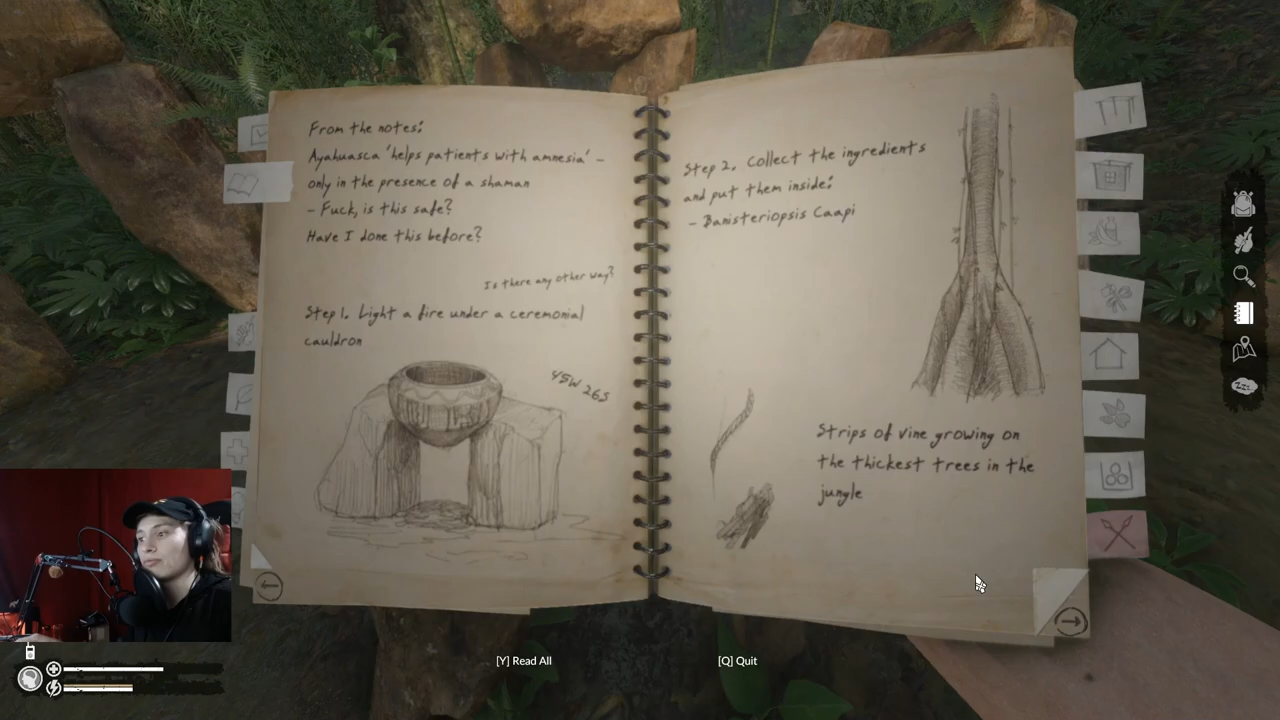 From the notes:
Ayahuasca 'helps patients with amnesia' -
only in the presence of a shaman
- Fuck, is this safe?
Have I done this before?
Is there any other way?
Step 1. Light a fire under a ceremonial
cauldron
45W 26S
Step 2. Collect the ingredients
and put them inside:
- Banisteriopsis Caapi
Strips of vine growing on
the thickest trees in the
jungle
[Y] Read All
[Q] Quit